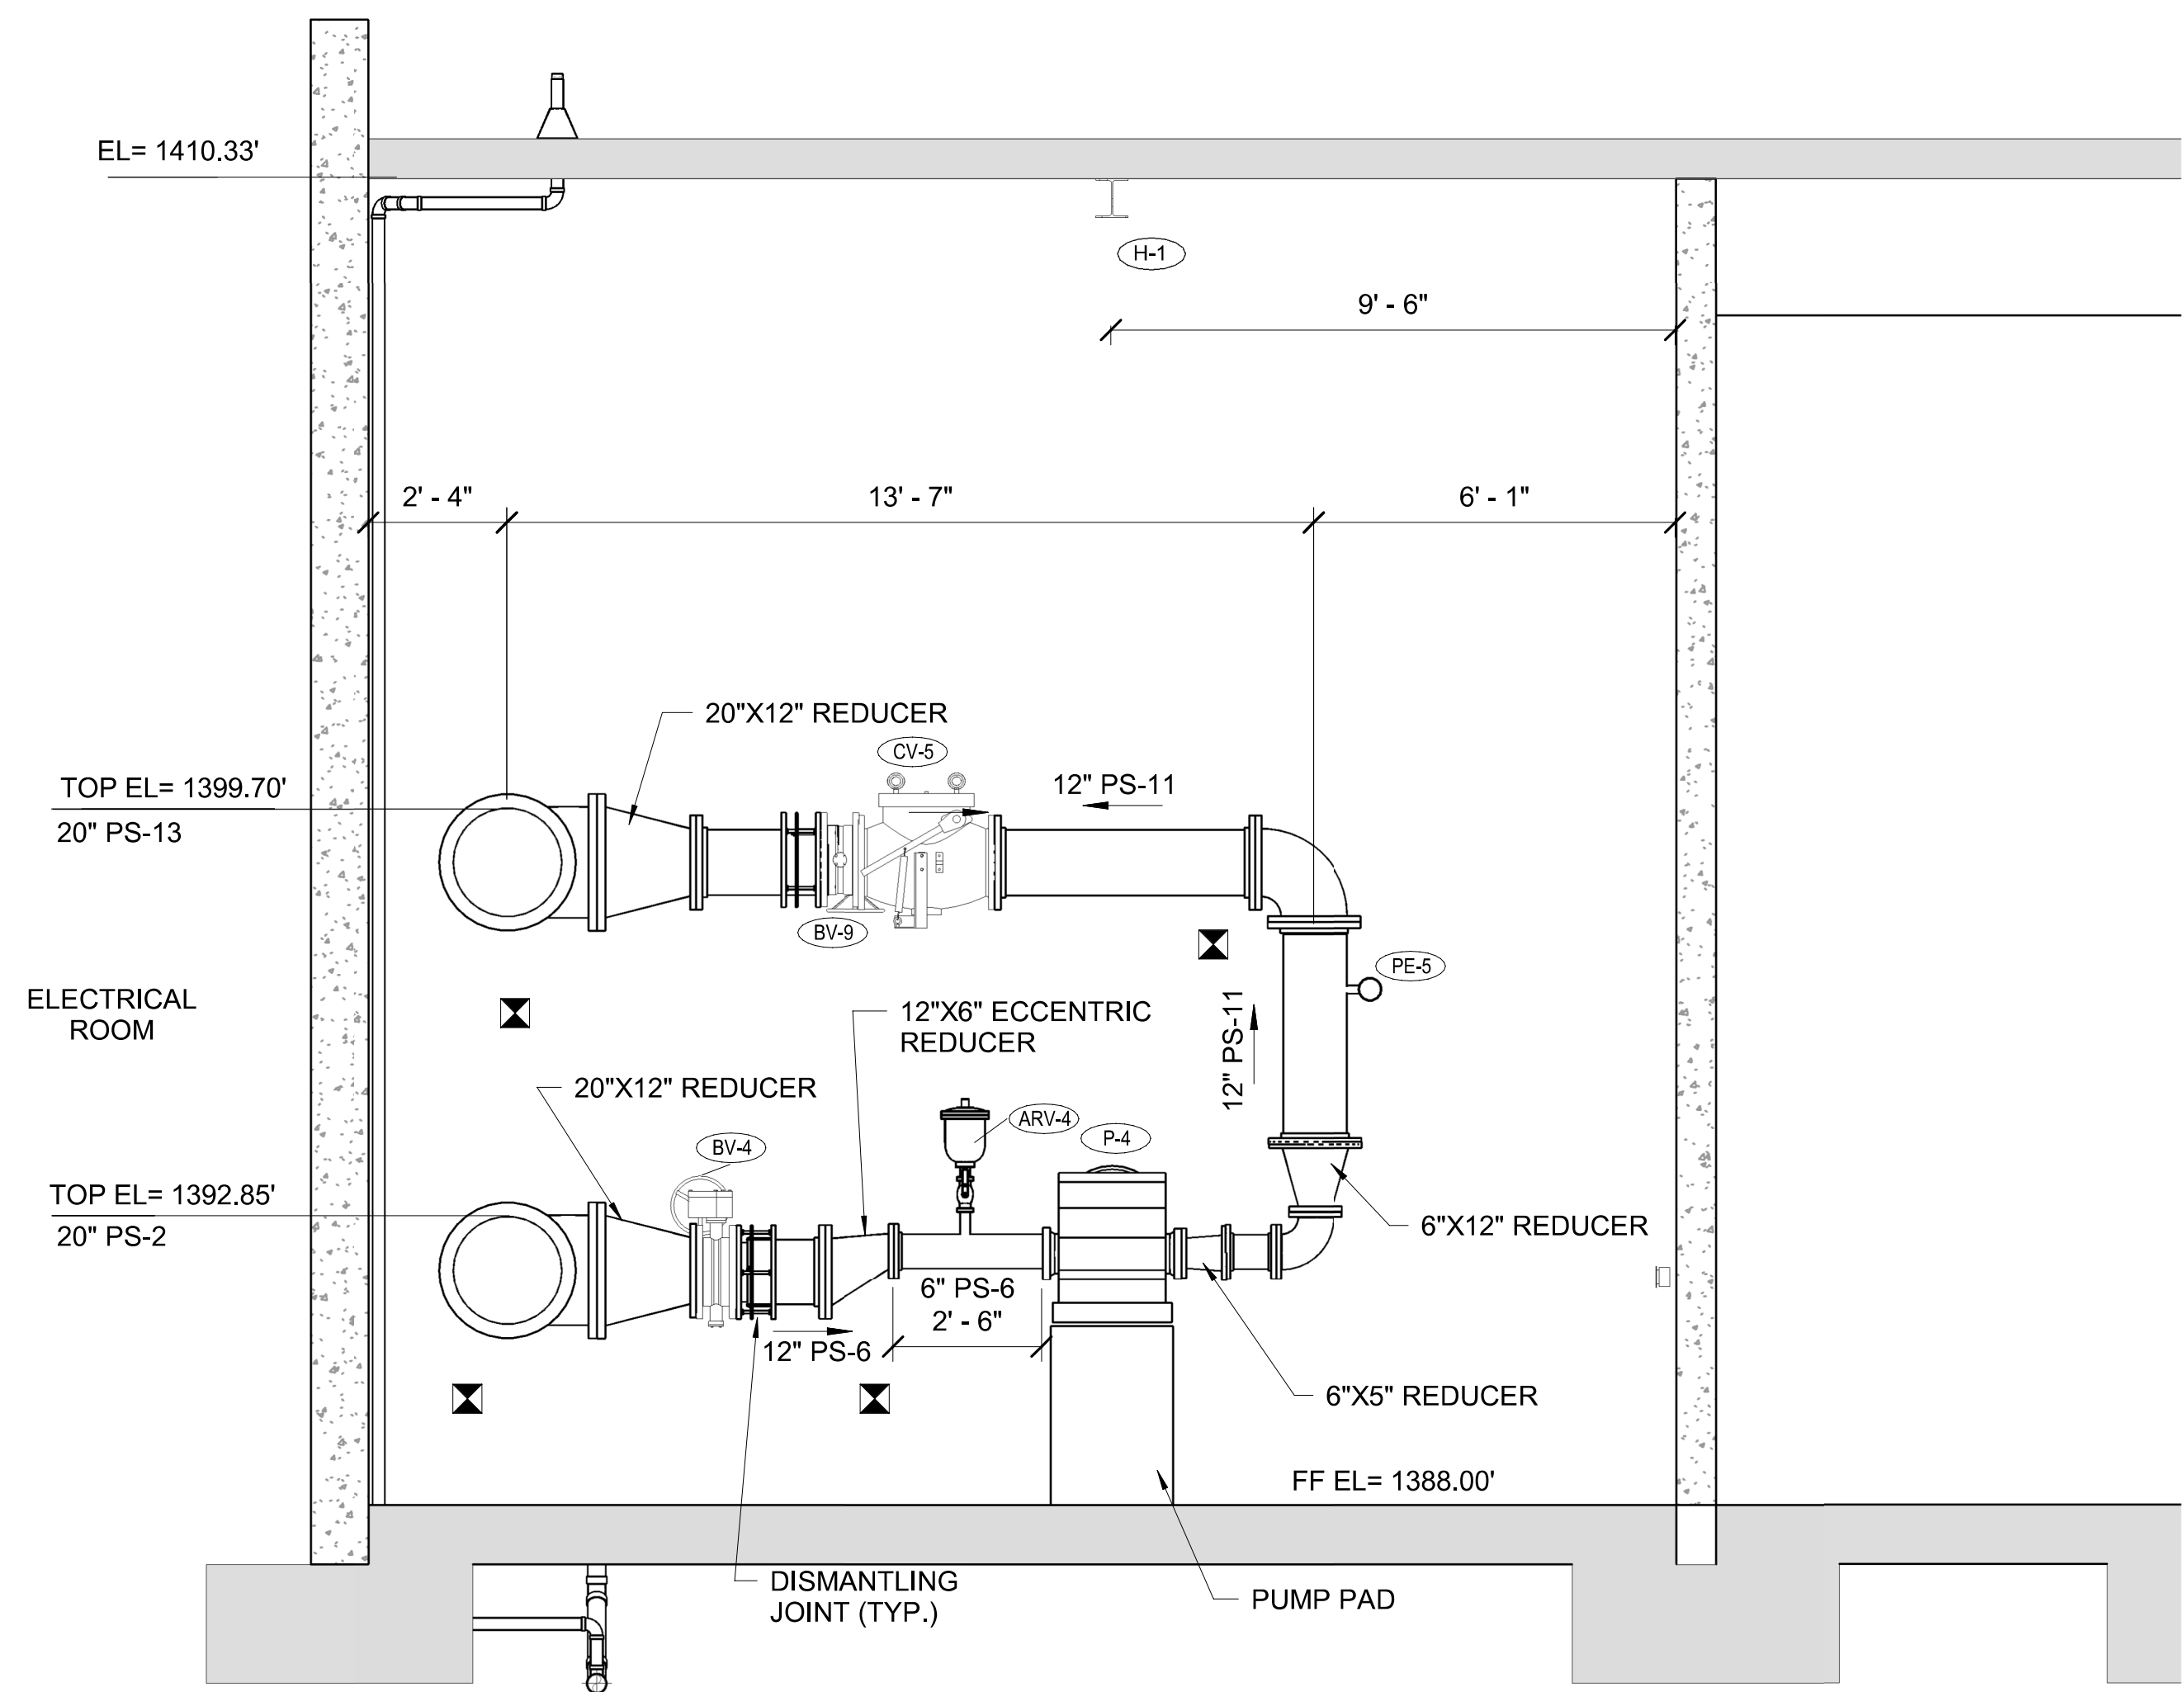 EL= 1410.33'
H-1
9' - 6"
2' - 4"
13' - 7"
6' - 1"
20"X12" REDUCER
CV-5
TOP EL= 1399.70'
20" PS-13
12" PS-11
BV-9
PE-5
ELECTRICAL
ROOM
12"X6" ECCENTRIC
REDUCER
12" PS-11
20"X12" REDUCER
ARV-4
P-4
BV-4
TOP EL= 1392.85'
20" PS-2
6"X12" REDUCER
6" PS-6
2' - 6"
12" PS-6
6"X5" REDUCER
FF EL= 1388.00'
DISMANTLING
JOINT (TYP.)
PUMP PAD